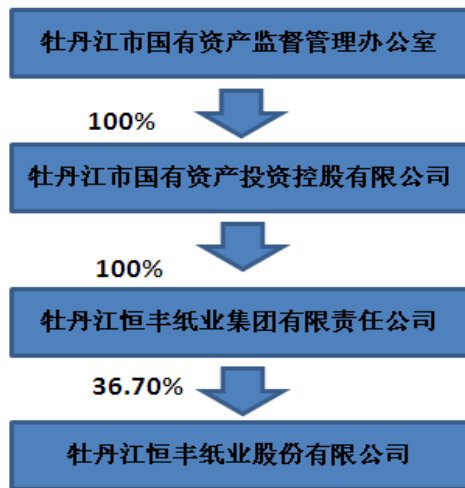 牡丹江市国有资产监督管理办公室
100%
牡丹江市国有资产投资控股有限公司
100%
牡丹江恒丰纸业集团有限责任公司
36.70%
牡丹江恒丰纸业股份有限公司